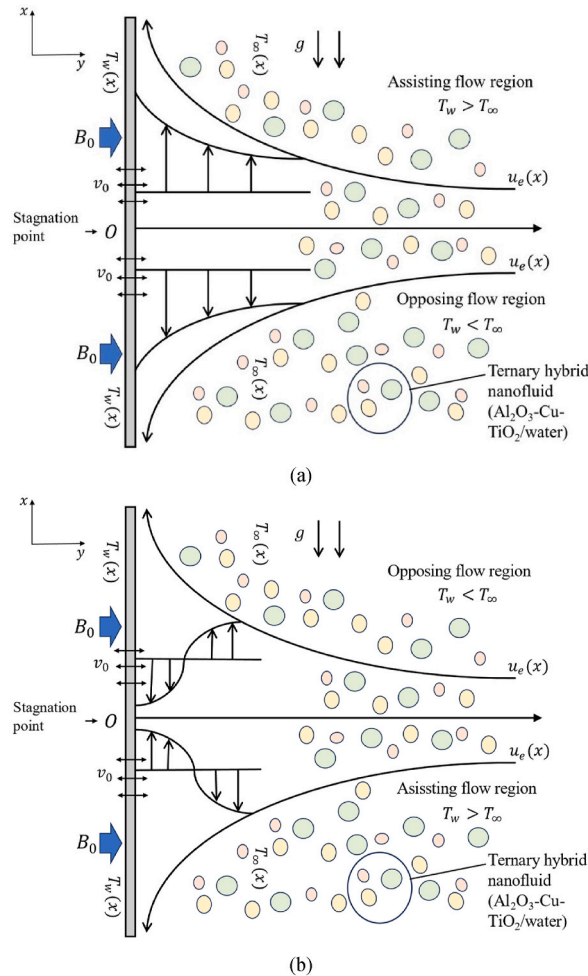 x
y
T_w(x)
T_∞(x)
g
Assisting flow region
T_w > T_∞
B_0
v_0
u_e(x)
Stagnation
point
O
v_0
u_e(x)
Opposing flow region
T_w < T_∞
B_0
T_∞(x)
T_w(x)
Ternary hybrid
nanofluid
(Al₂O₃-Cu-
TiO₂/water)
(a)
x
y
T_w(x)
T_∞(x)
g
Opposing flow region
T_w < T_∞
B_0
v_0
u_e(x)
Stagnation
point
O
v_0
u_e(x)
Asissting flow region
T_w > T_∞
B_0
T_∞(x)
T_w(x)
Ternary hybrid
nanofluid
(Al₂O₃-Cu-
TiO₂/water)
(b)